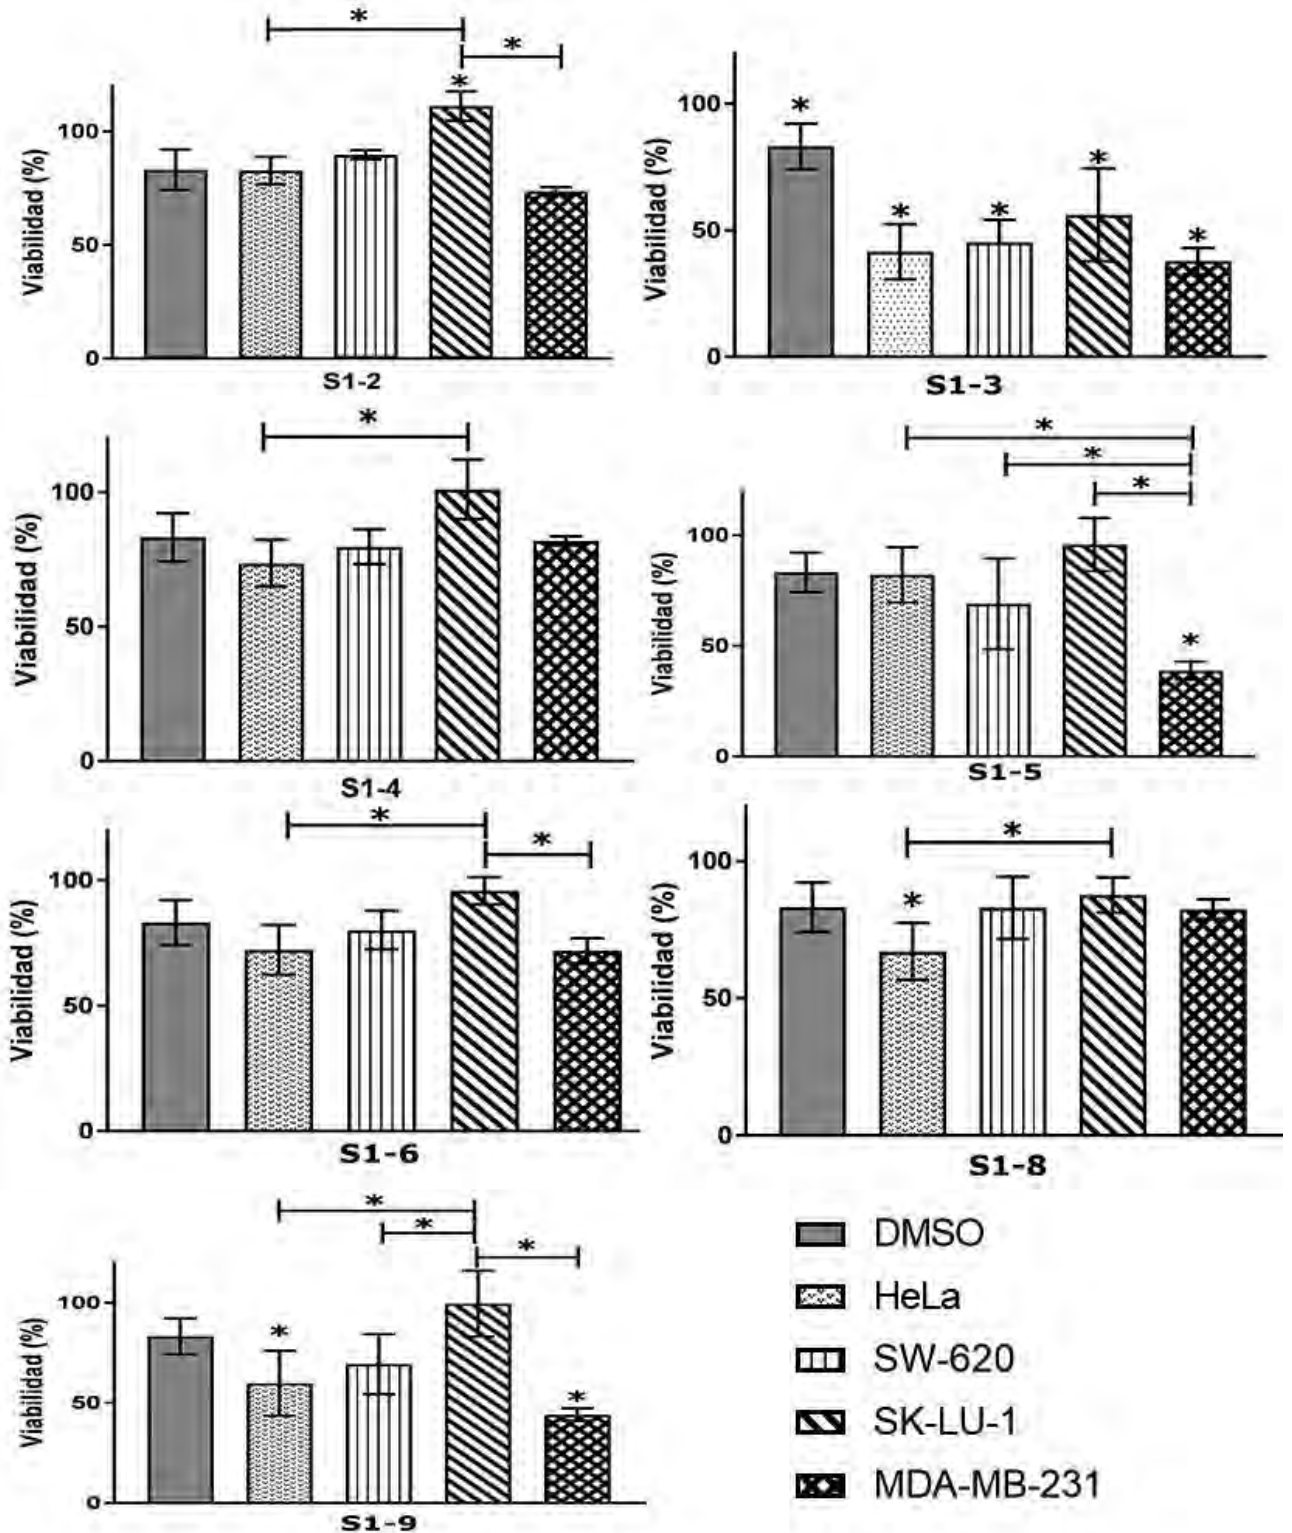 *
*
*
100
50
0
Viabilidad (%)
S1-2
*
*
*
*
*
100
50
0
Viabilidad (%)
S1-3
*
100
50
0
Viabilidad (%)
S1-4
*
*
*
*
100
50
0
Viabilidad (%)
S1-5
*
*
100
50
0
Viabilidad (%)
S1-6
*
*
100
50
0
Viabilidad (%)
S1-8
*
*
*
*
*
100
50
0
Viabilidad (%)
S1-9
DMSO
HeLa
SW-620
SK-LU-1
MDA-MB-231